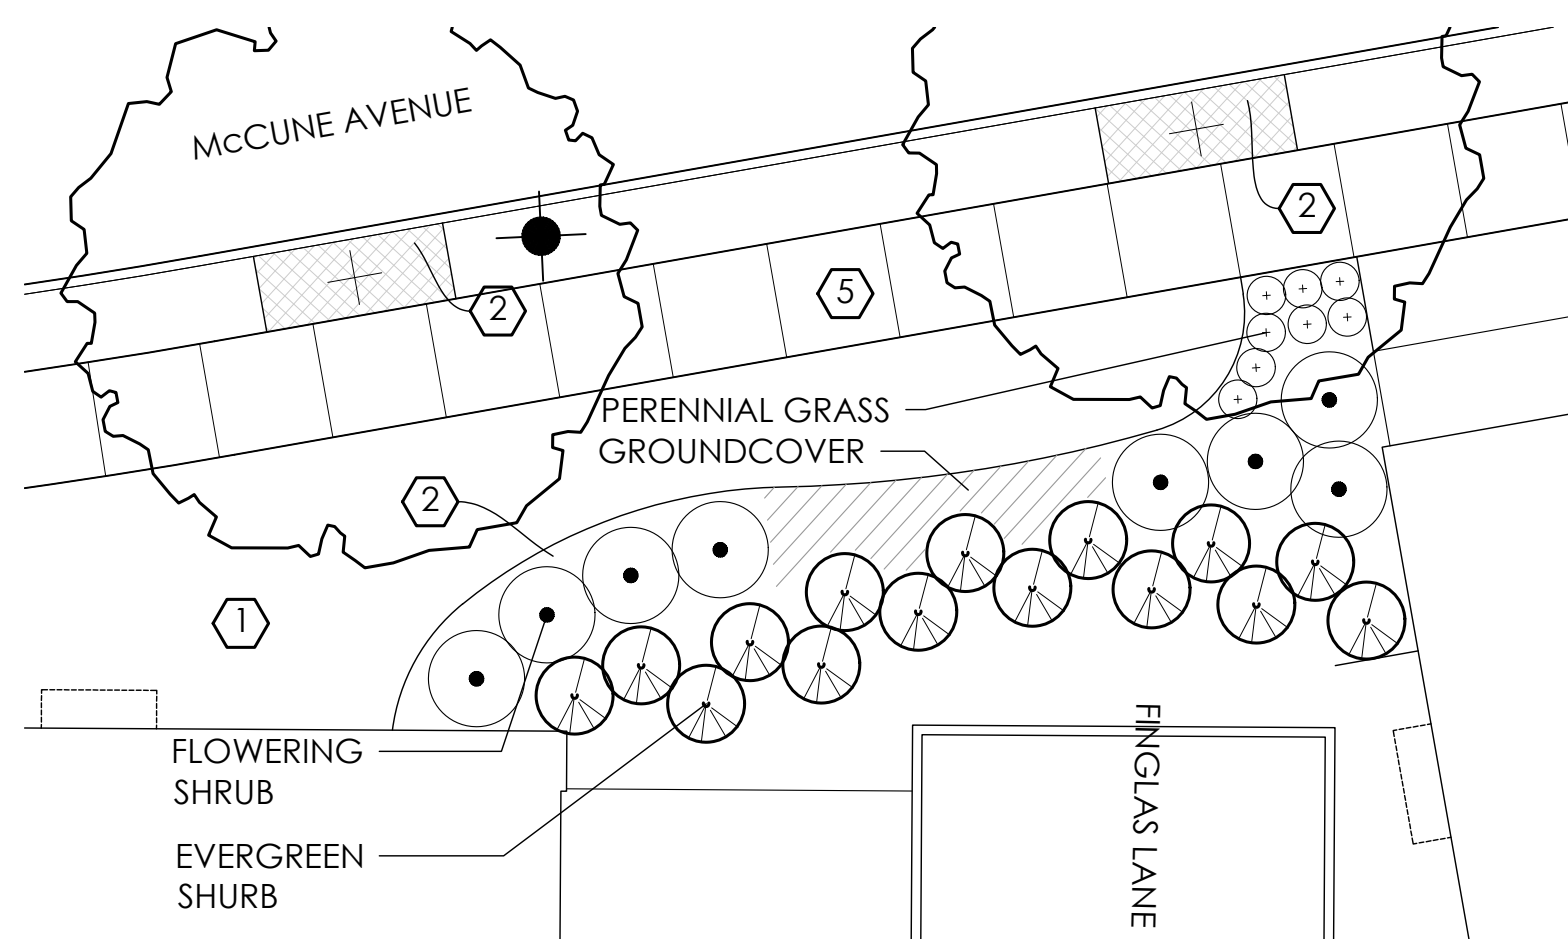 McCUNE AVENUE
2
2
5
PERENNIAL GRASS
GROUNDCOVER
2
1
FLOWERING
SHRUB
EVERGREEN
SHURB
FINGLAS LANE